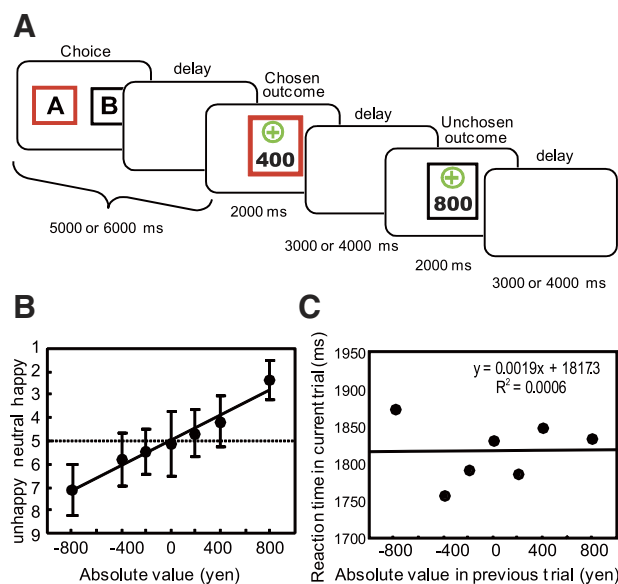 A
Choice
delay
Chosen
outcome
delay
Unchosen
outcome
delay
A
B
400
800
5000 or 6000 ms
2000 ms
3000 or 4000 ms
2000 ms
3000 or 4000 ms
B
unhappy neutral happy
1
2
3
4
5
6
7
8
9
-800
-400
0
400
800
Absolute value (yen)
C
Reaction time in current trial (ms)
1950
1900
1850
1800
1750
1700
y = 0.0019x + 1817.3
R² = 0.0006
-800
-400
0
400
800
Absolute value in previous trial (yen)